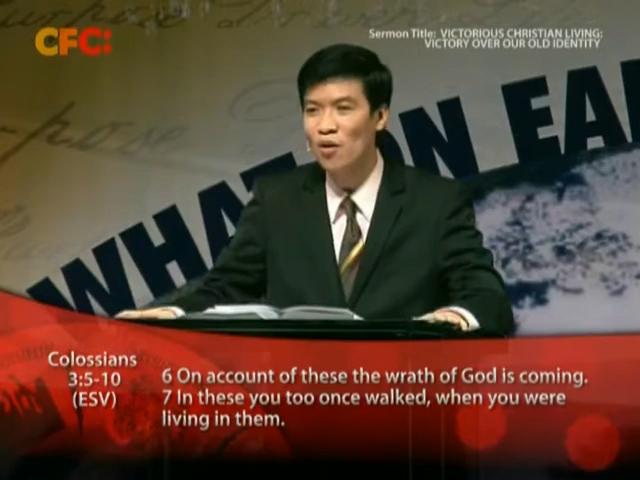 CFC:
Sermon Title: VICTORIOUS CHRISTIAN LIVING:
VICTORY OVER OUR OLD IDENTITY
WHAT ON EAR
Colossians
3:5-10
(ESV)
6 On account of these the wrath of God is coming.
7 In these you too once walked, when you were
living in them.